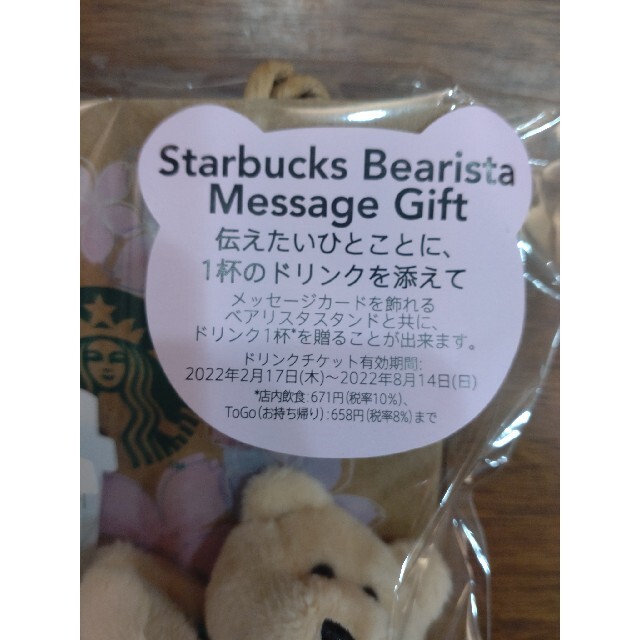 Starbucks Bearista
Message Gift
伝えたいひとことに、
1杯のドリンクを添えて
メッセージカードを飾れる
ベアリスタスタンドと共に、
ドリンク1杯*を贈ることが出来ます。
ドリンクチケット有効期間:
2022年2月17日(木)～2022年8月14日(日)
*店内飲食:671円(税率10%)、
ToGo(お持ち帰り):658円(税率8%)まで